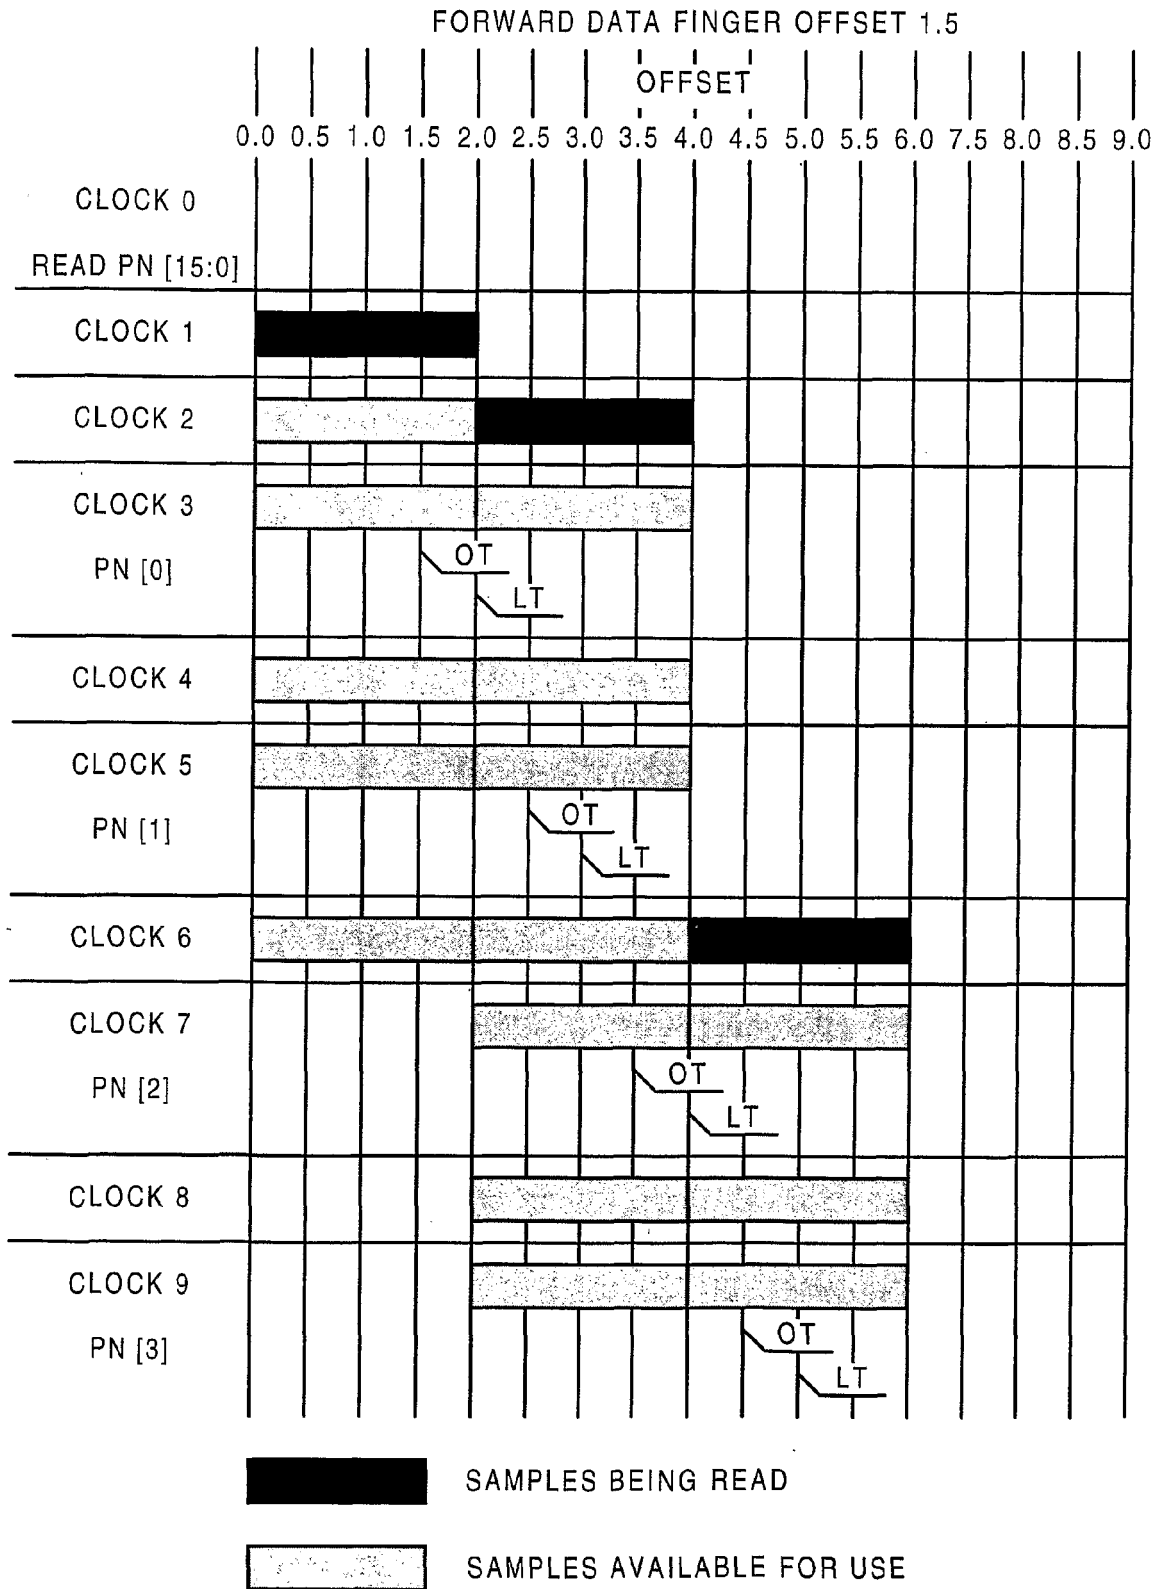 FORWARD DATA FINGER OFFSET 1.5
OFFSET
0.0 0.5 1.0 1.5 2.0 2.5 3.0 3.5 4.0 4.5 5.0 5.5 6.0 7.5 8.0 8.5 9.0
CLOCK 0
READ PN [15:0]
CLOCK 1
CLOCK 2
CLOCK 3
OT
PN [0]
LT
CLOCK 4
CLOCK 5
OT
PN [1]
LT
CLOCK 6
CLOCK 7
OT
PN [2]
LT
CLOCK 8
CLOCK 9
OT
PN [3]
LT
SAMPLES BEING READ
SAMPLES AVAILABLE FOR USE